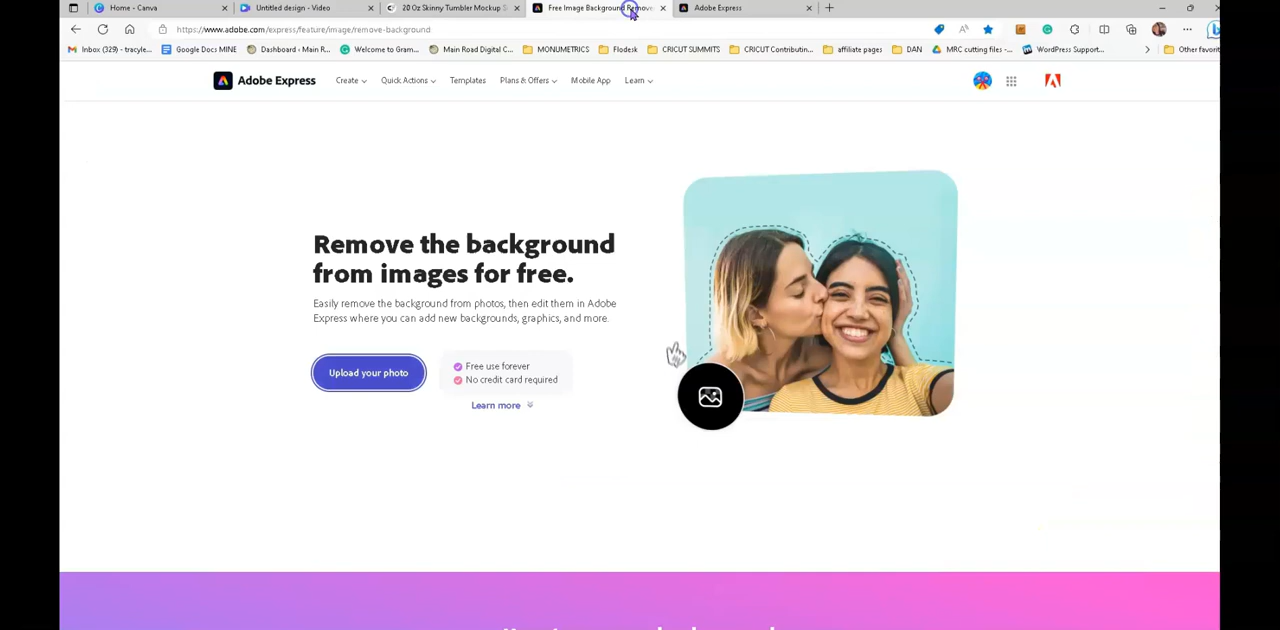 Home - Canva
Untitled design - Video
20 Oz Skinny Tumbler Mockup S
Free Image Background Remove
Adobe Express
https://www.adobe.com/express/feature/image/remove-background
Inbox (329) - tracyle...
Google Docs MINE
Dashboard ‹ Main R...
Welcome to Gram...
Main Road Digital C...
MONUMETRICS
Flodesk
CRICUT SUMMITS
CRICUT Contributin...
affiliate pages
DAN
MRC cutting files -...
WordPress Support...
Other favorit
Adobe Express
Create
Quick Actions
Templates
Plans & Offers
Mobile App
Learn
Remove the background
from images for free.
Easily remove the background from photos, then edit them in Adobe
Express where you can add new backgrounds, graphics, and more.
Upload your photo
Free use forever
No credit card required
Learn more